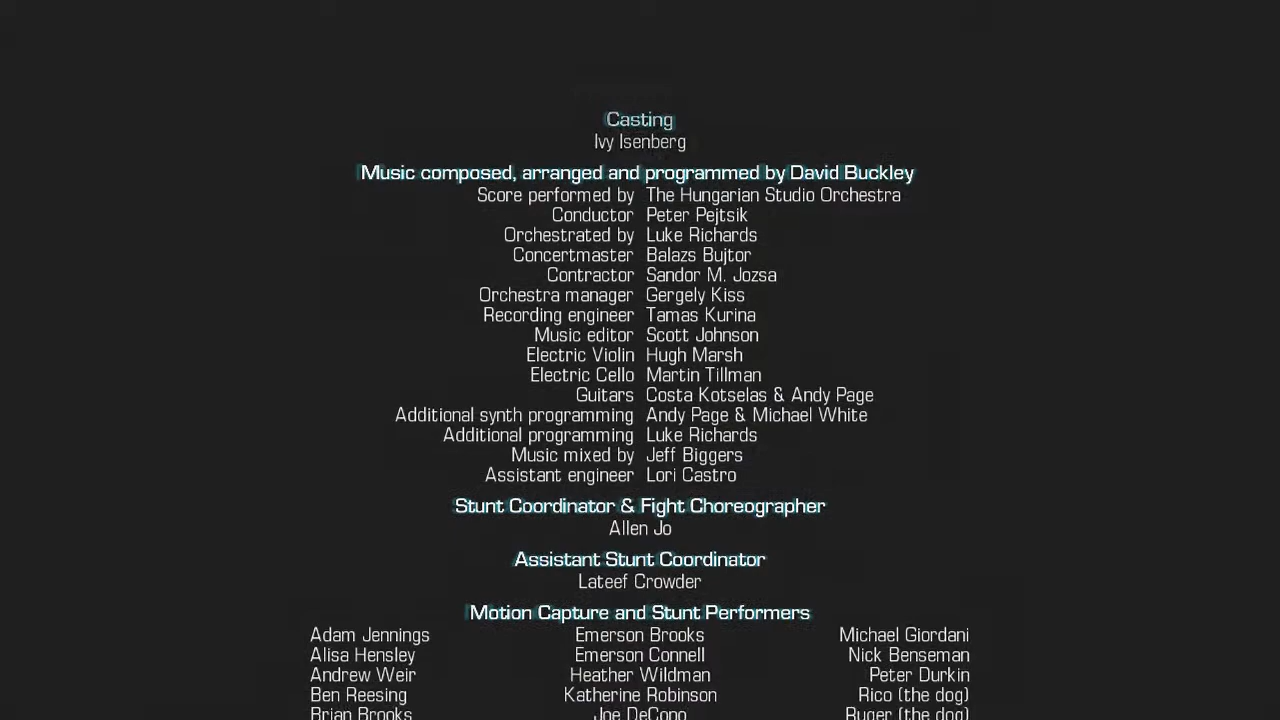 Casting
Ivy Isenberg
Music composed, arranged and programmed by David Buckley
Score performed by The Hungarian Studio Orchestra
Conductor Peter Pejtsik
Orchestrated by Luke Richards
Concertmaster Balazs Bujtor
Contractor Sandor M. Jozsa
Orchestra manager Gergely Kiss
Recording engineer Tamas Kurina
Music editor Scott Johnson
Electric Violin Hugh Marsh
Electric Cello Martin Tillman
Guitars Costa Kotselas & Andy Page
Additional synth programming Andy Page & Michael White
Additional programming Luke Richards
Music mixed by Jeff Biggers
Assistant engineer Lori Castro
Stunt Coordinator & Fight Choreographer
Allen Jo
Assistant Stunt Coordinator
Lateef Crowder
Motion Capture and Stunt Performers
Adam Jennings Emerson Brooks Michael Giordani
Alisa Hensley Emerson Connell Nick Benseman
Andrew Weir Heather Wildman Peter Durkin
Ben Reesing Katherine Robinson Rico (the dog)
Brian Brooks Joe DeCono Ruger (the dog)